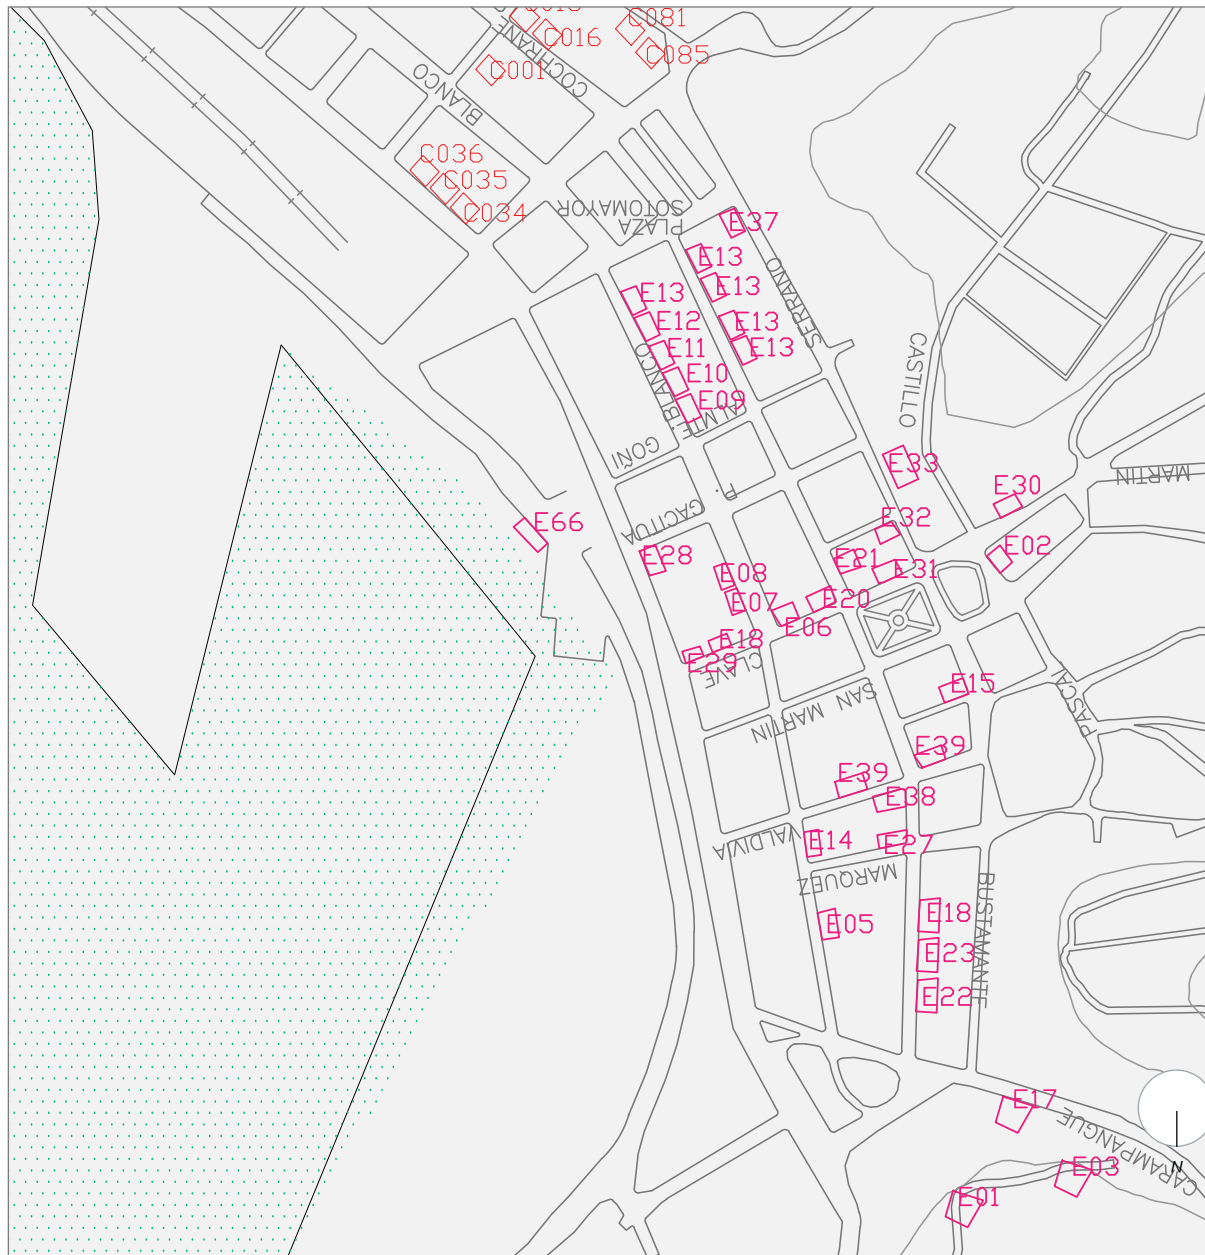 C081
C016
C085
COCHRANE
C001
BLANCO
C036
C035
C034
PLAZA
SOTOMAYOR
E37
E13
E13
E13
E12
E13
E13
SERRANO
E11
E10
E09
BLANCO
ALMTE.
GOÑI
CASTILLO
E33
MARTIN
E30
P.
GACITUA
E66
E32
E02
E28
E21
E31
E08
E07
E20
E06
E18
E29
CLAVE
E15
SAN MARTIN
PASCAL
E39
E39
E38
VALDIVIA
E14
E27
MARQUEZ
BUSTAMANTE
E05
E18
E23
E22
E17
CARAMPANGUE
E03
E01
N